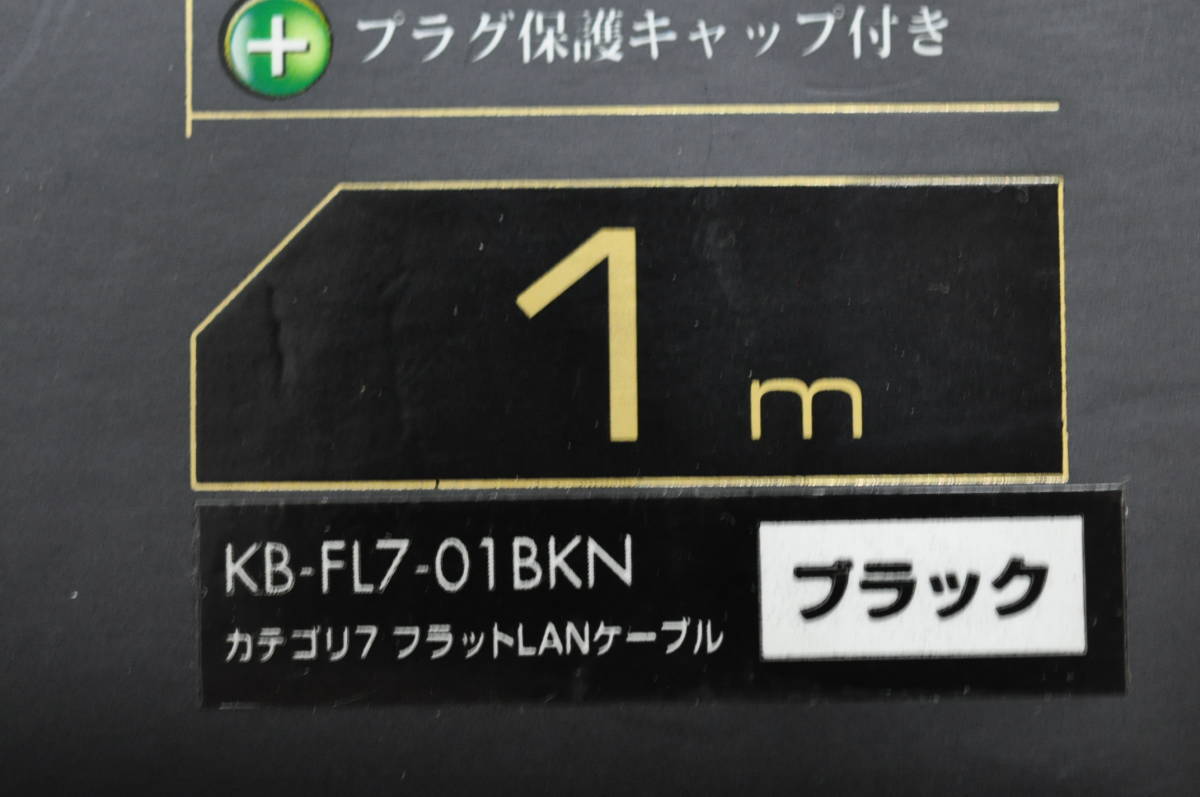 プラグ保護キャップ付き
1m
KB-FL7-01BKN
カテゴリ7 フラットLANケーブル
ブラック